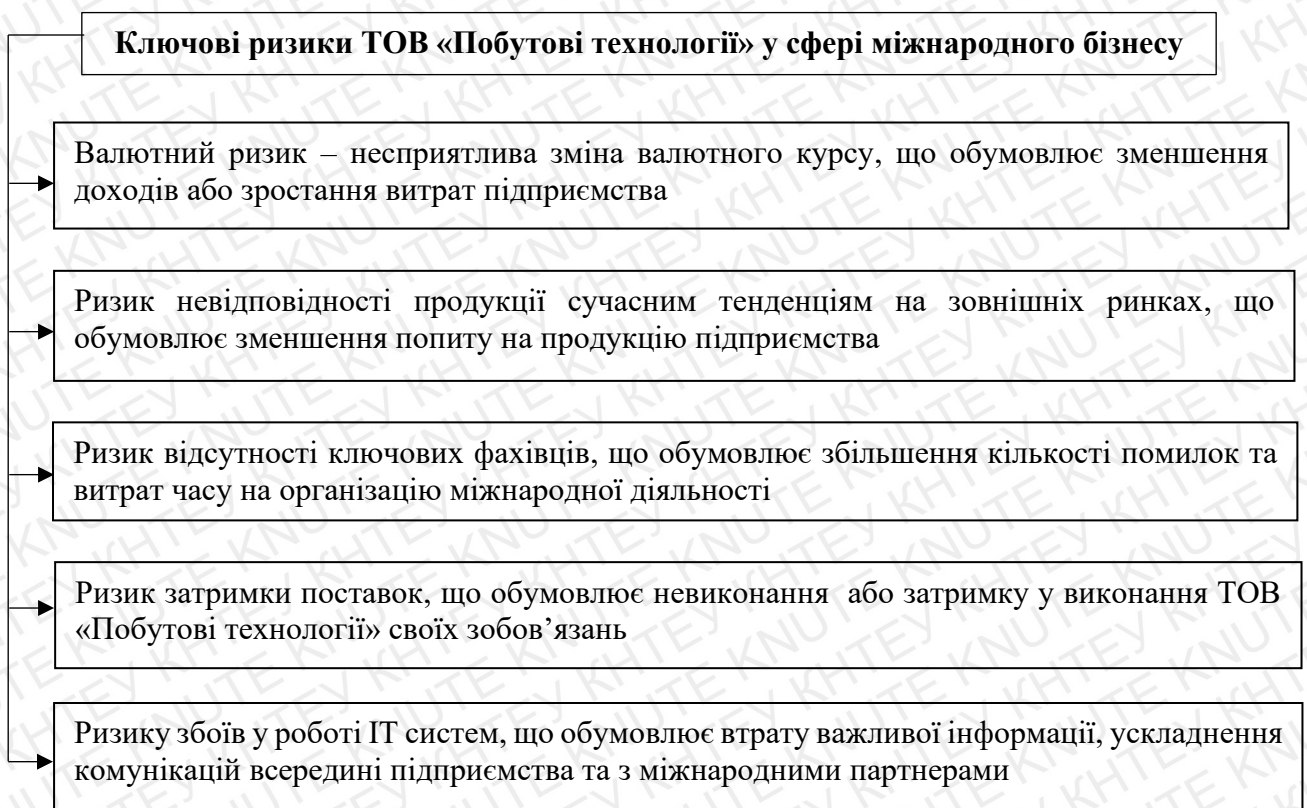 Ключові ризики ТОВ «Побутові технології» у сфері міжнародного бізнесу
Валютний ризик – несприятлива зміна валютного курсу, що обумовлює зменшення
доходів або зростання витрат підприємства
Ризик невідповідності продукції сучасним тенденціям на зовнішніх ринках, що
обумовлює зменшення попиту на продукцію підприємства
Ризик відсутності ключових фахівців, що обумовлює збільшення кількості помилок та
витрат часу на організацію міжнародної діяльності
Ризик затримки поставок, що обумовлює невиконання або затримку у виконання ТОВ
«Побутові технології» своїх зобов’язань
Ризику збоїв у роботі ІТ систем, що обумовлює втрату важливої інформації, ускладнення
комунікацій всередині підприємства та з міжнародними партнерами